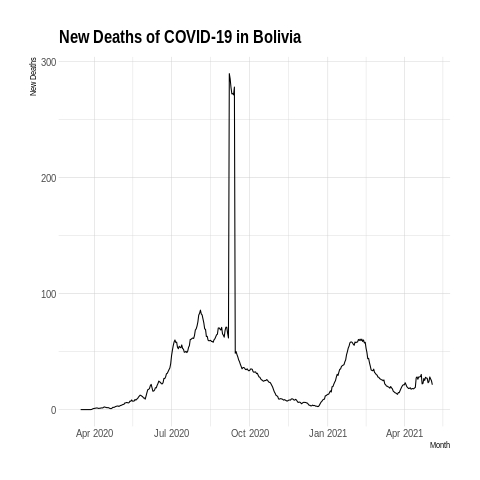 New Deaths of COVID-19 in Bolivia
New Deaths
300
200
100
0
Apr 2020 Jul 2020 Oct 2020 Jan 2021 Apr 2021
Month